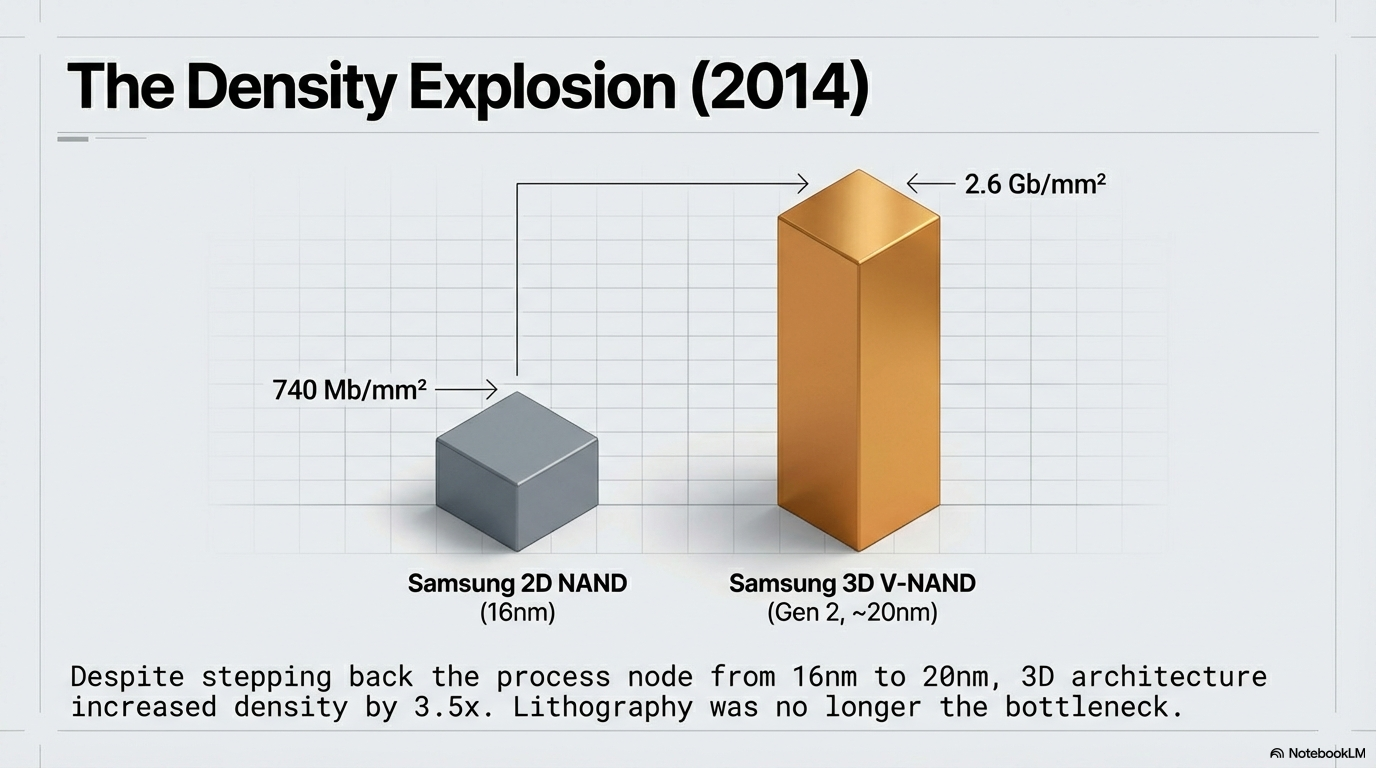 The Density Explosion (2014)
2.6 Gb/mm²
740 Mb/mm²
Samsung 2D NAND
(16nm)
Samsung 3D V-NAND
(Gen 2, ~20nm)
Despite stepping back the process node from 16nm to 20nm, 3D architecture
increased density by 3.5x. Lithography was no longer the bottleneck.
NotebookLM